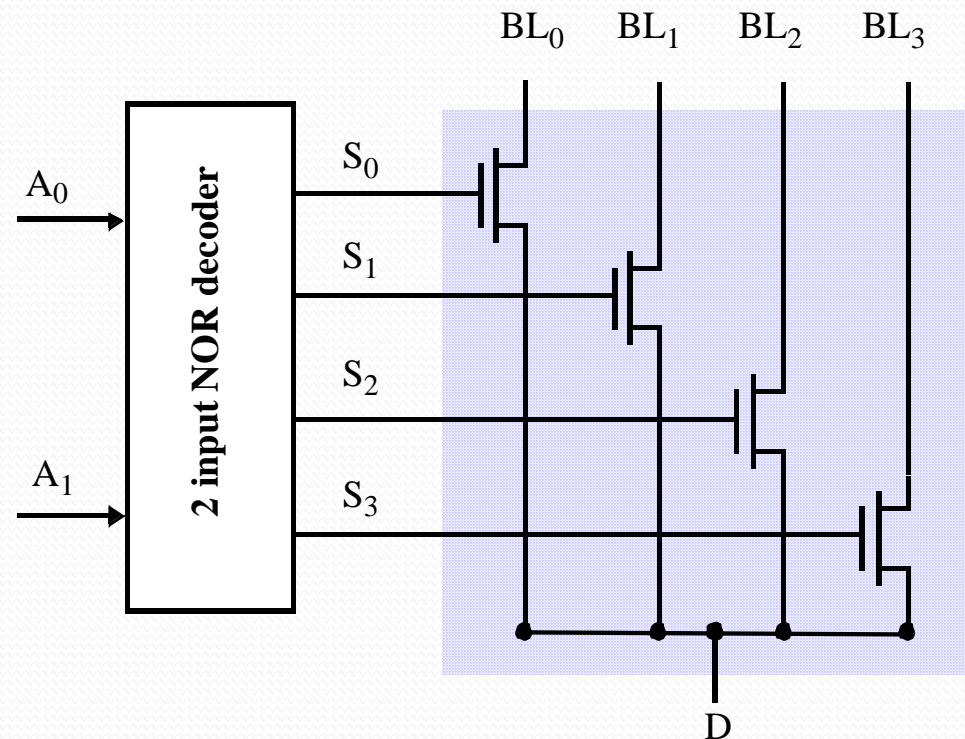 BL₀ BL₁ BL₂ BL₃
S₀
A₀
S₁
2 input NOR decoder
S₂
A₁
S₃
D